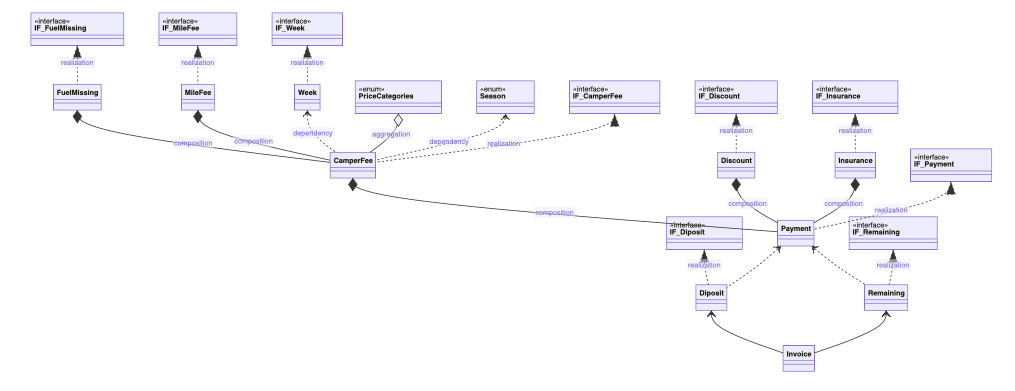 «interface»
IF_FuelMissing
«interface»
IF_MileFee
«interface»
IF_Week
realization
realization
realization
FuelMissing
MileFee
Week
«enum»
PriceCategories
«enum»
Season
«interface»
IF_CamperFee
«interface»
IF_Discount
«interface»
IF_Insurance
composition
composition
dependency
aggregation
dependency
realization
realization
realization
CamperFee
Discount
Insurance
«interface»
IF_Payment
composition
composition
composition
realization
«interface»
IF_Diposit
Payment
«interface»
IF_Remaining
realization
realization
Diposit
Remaining
Invoice